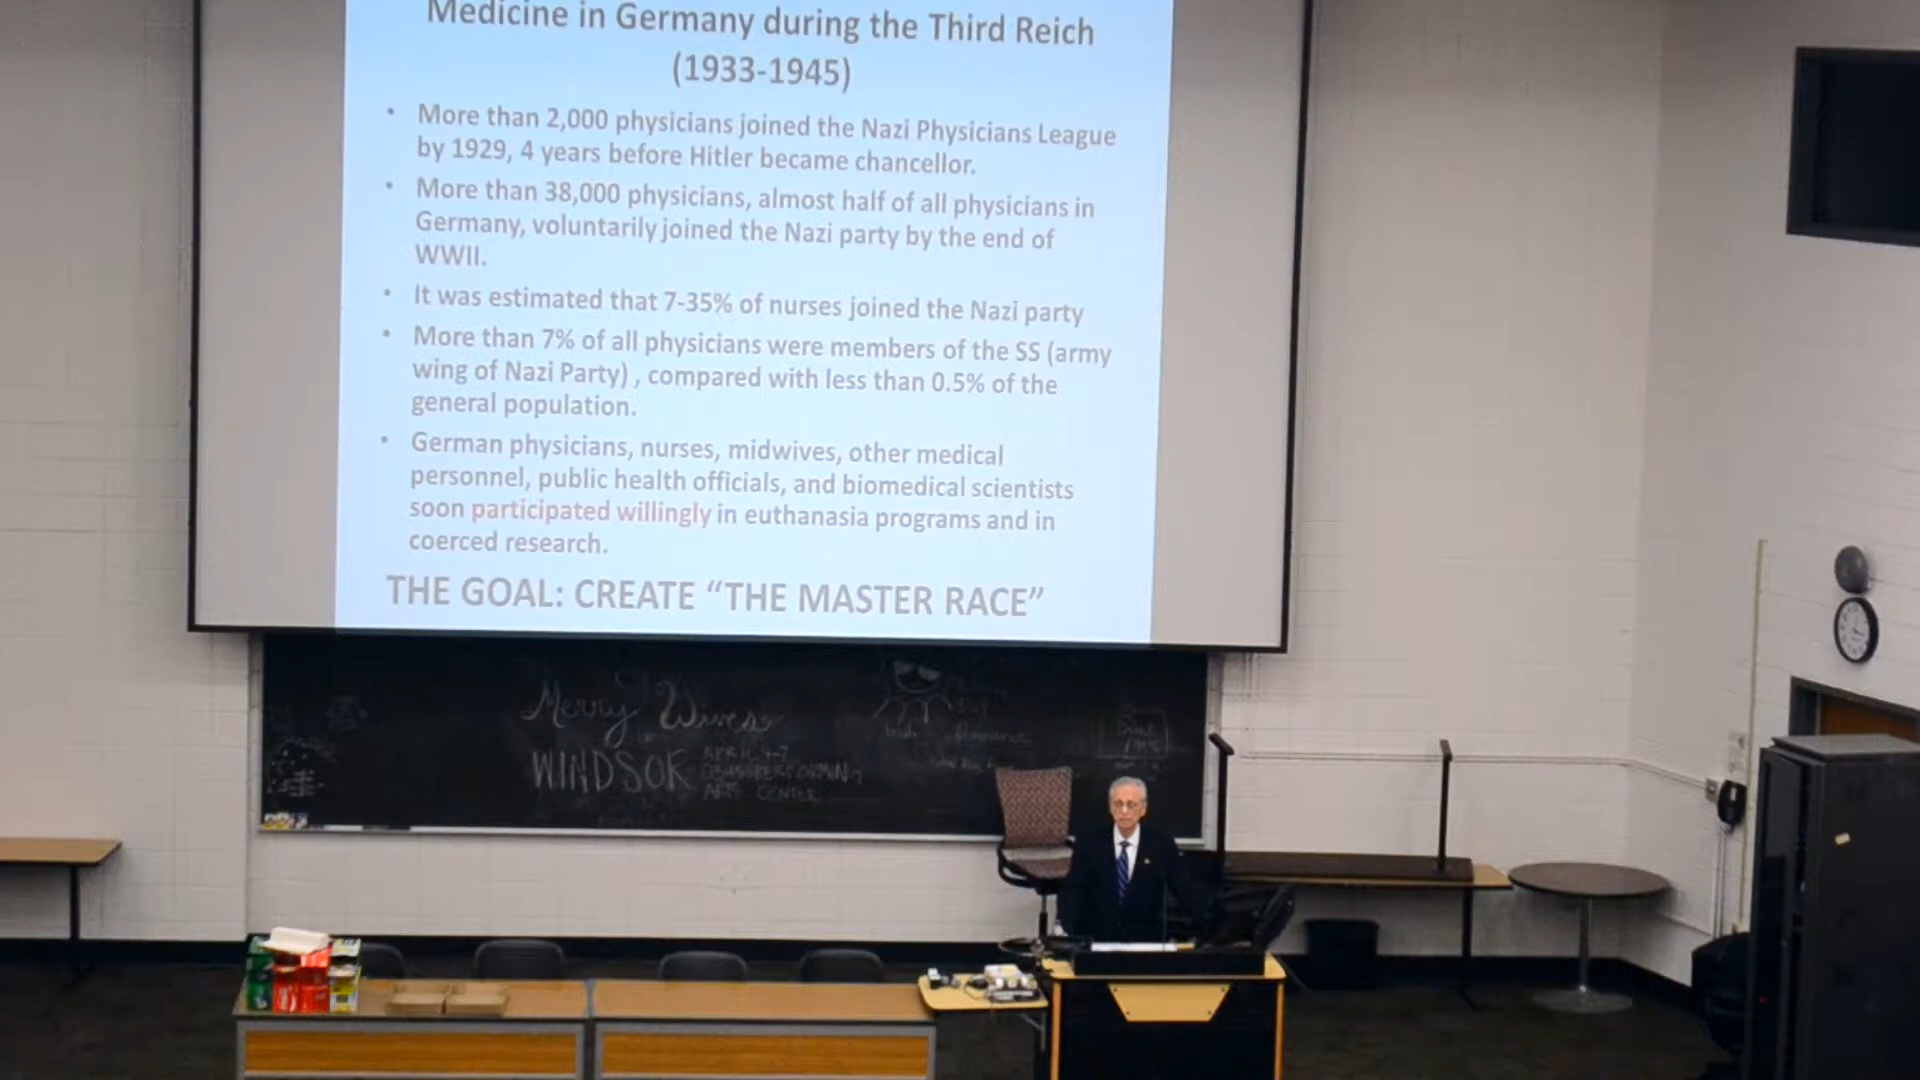 Medicine in Germany during the Third Reich
(1933-1945)
• More than 2,000 physicians joined the Nazi Physicians League
by 1929, 4 years before Hitler became chancellor.
• More than 38,000 physicians, almost half of all physicians in
Germany, voluntarily joined the Nazi party by the end of
WWII.
• It was estimated that 7-35% of nurses joined the Nazi party
• More than 7% of all physicians were members of the SS (army
wing of Nazi Party) , compared with less than 0.5% of the
general population.
• German physicians, nurses, midwives, other medical
personnel, public health officials, and biomedical scientists
soon participated willingly in euthanasia programs and in
coerced research.
THE GOAL: CREATE “THE MASTER RACE”
Merry Wives
WINDSOR
APRIL 4-7
ARTS CENTER